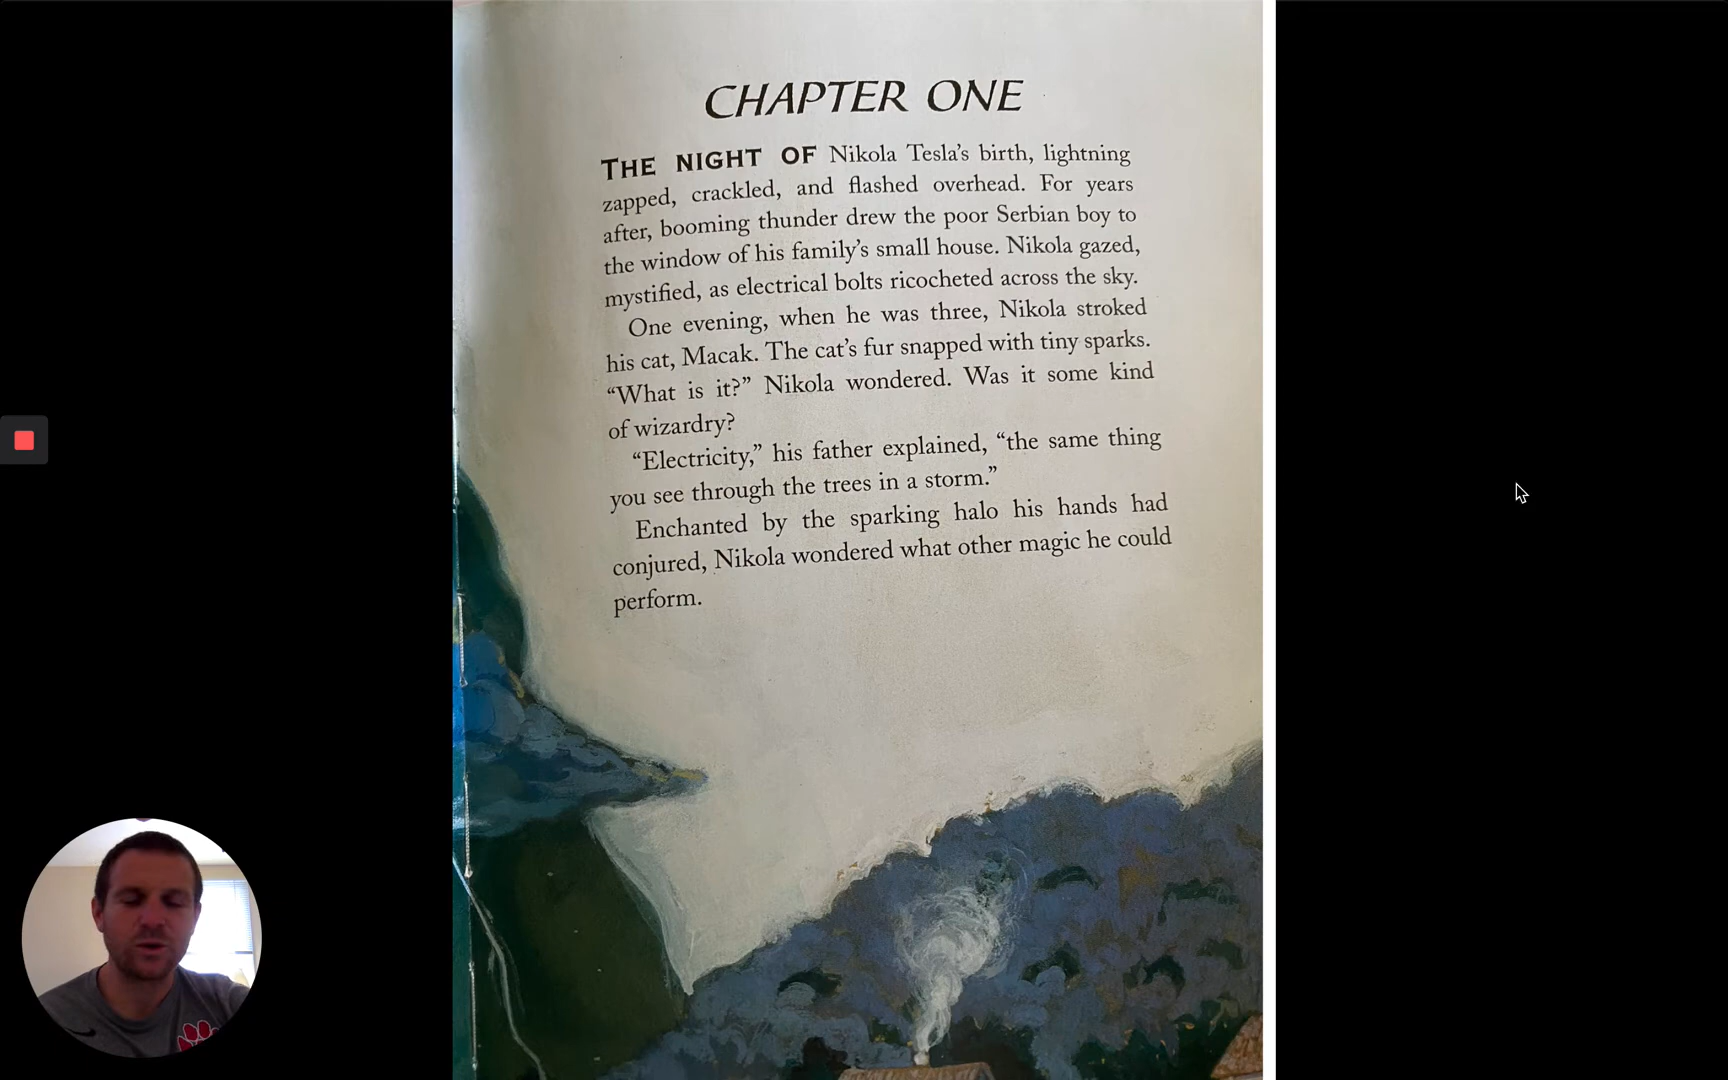 CHAPTER ONE
THE NIGHT OF Nikola Tesla’s birth, lightning
zapped, crackled, and flashed overhead. For years
after, booming thunder drew the poor Serbian boy to
the window of his family’s small house. Nikola gazed,
mystified, as electrical bolts ricocheted across the sky.
One evening, when he was three, Nikola stroked
his cat, Macak. The cat’s fur snapped with tiny sparks.
“What is it?” Nikola wondered. Was it some kind
of wizardry?
“Electricity,” his father explained, “the same thing
you see through the trees in a storm.”
Enchanted by the sparking halo his hands had
conjured, Nikola wondered what other magic he could
perform.